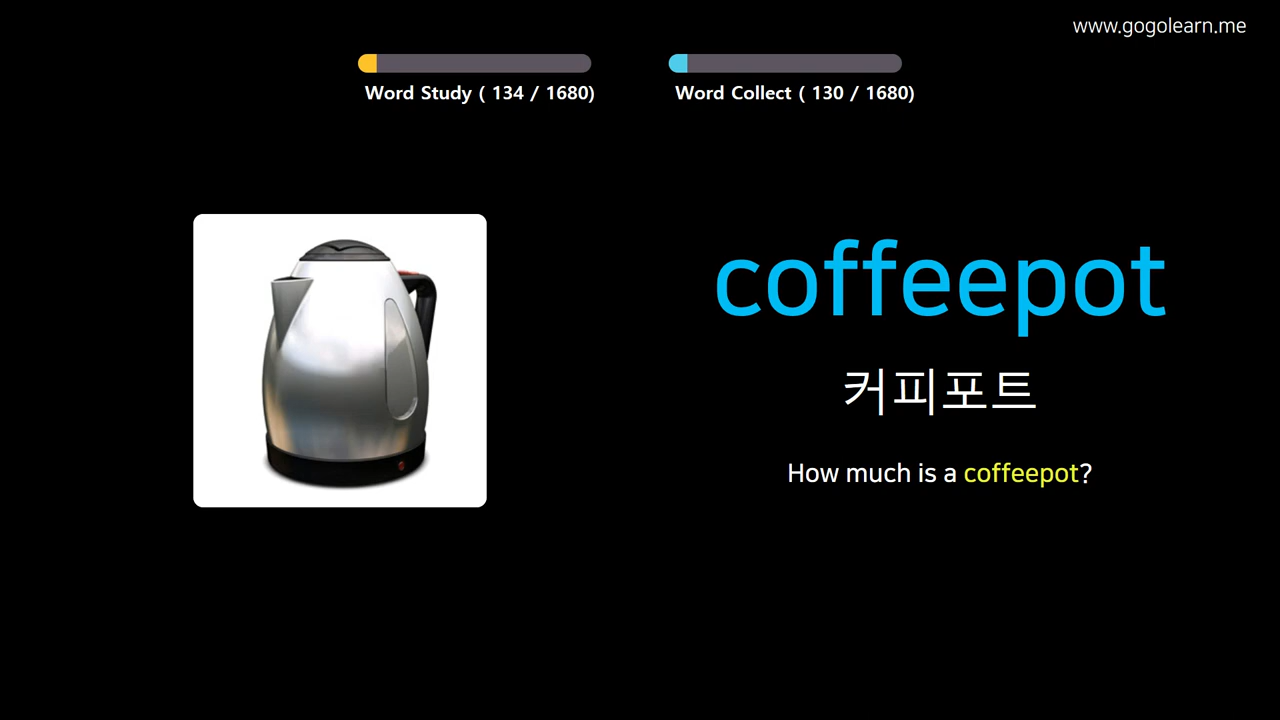 www.gogolearn.me
Word Study ( 134 / 1680)
Word Collect ( 130 / 1680)
coffeepot
커피포트
How much is a coffeepot?